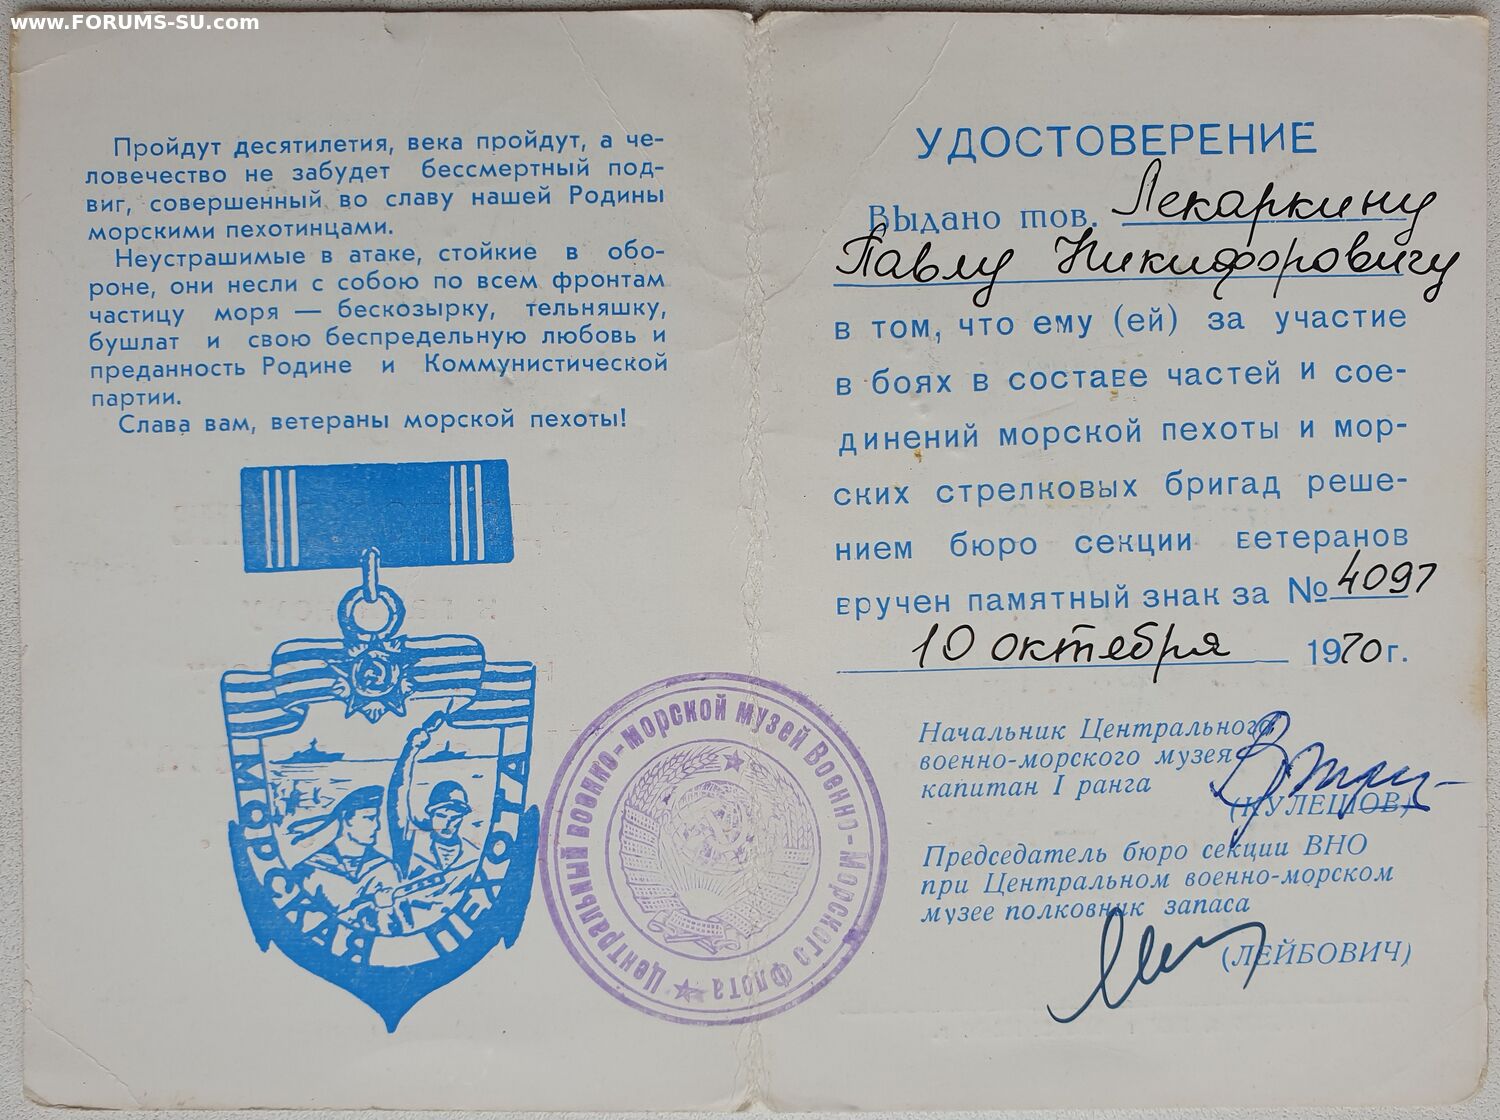 www.FORUMS-SU.com
Пройдут десятилетия, века пройдут, а че-
ловечество не забудет бессмертный под-
виг, совершенный во славу нашей Родины
морскими пехотинцами.
Неустрашимые в атаке, стойкие в обо-
роне, они несли с собою по всем фронтам
частицу моря — бескозырку, тельняшку,
бушлат и свою беспредельную любовь и
преданность Родине и Коммунистической
партии.
Слава вам, ветераны морской пехоты!
МОРСКАЯ ПЕХОТА
Центральный военно-морской музей Военно-Морского Флота
УДОСТОВЕРЕНИЕ
Выдано тов. Лекаркину
Павлу Никифоровичу
в том, что ему (ей) за участие
в боях в составе частей и сое-
динений морской пехоты и мор-
ских стрелковых бригад реше-
нием бюро секции ветеранов
вручен памятный знак за № 4097
10 октября 1970 г.
Начальник Центрального
военно-морского музея
капитан I ранга
(КУЛЕШОВ)
Председатель бюро секции ВНО
при Центральном военно-морском
музее полковник запаса
(ЛЕЙБОВИЧ)